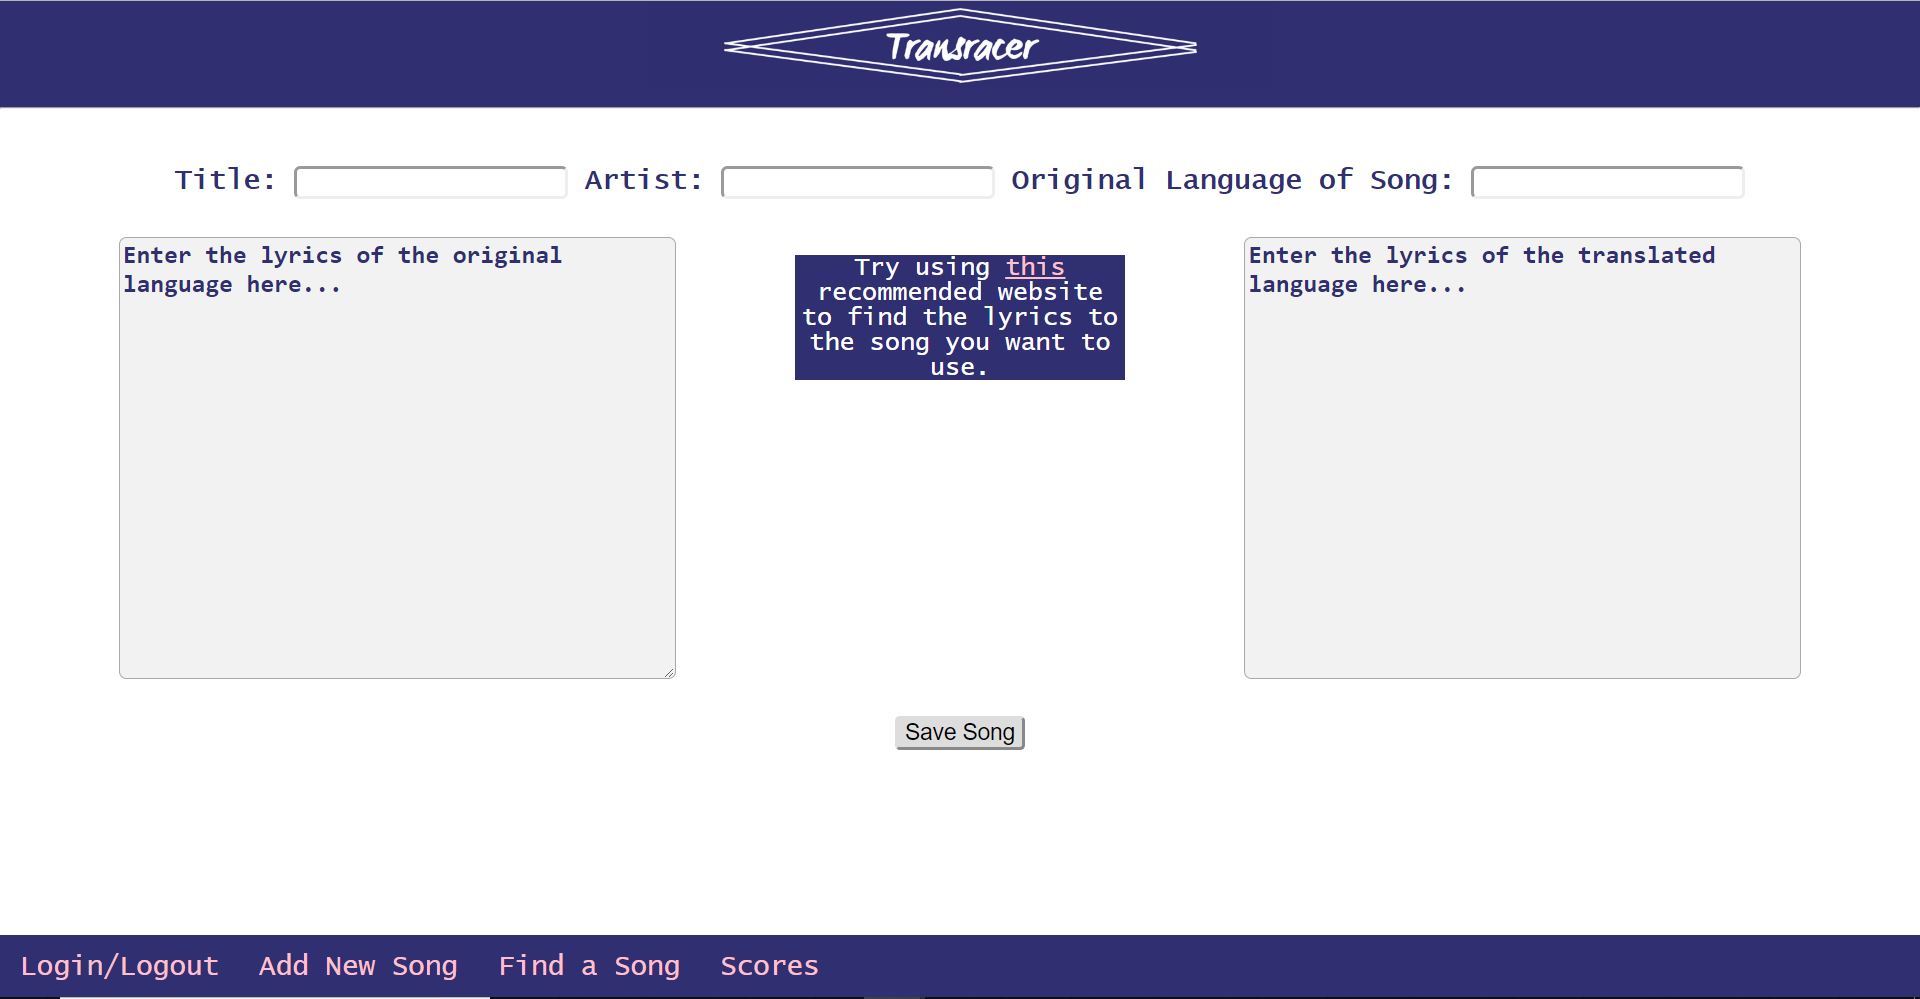 Transracer
Title: Artist: Original Language of Song:
Enter the lyrics of the original
language here...
Try using this
recommended website
to find the lyrics to
the song you want to
use.
Enter the lyrics of the translated
language here...
Save Song
Login/Logout Add New Song Find a Song Scores